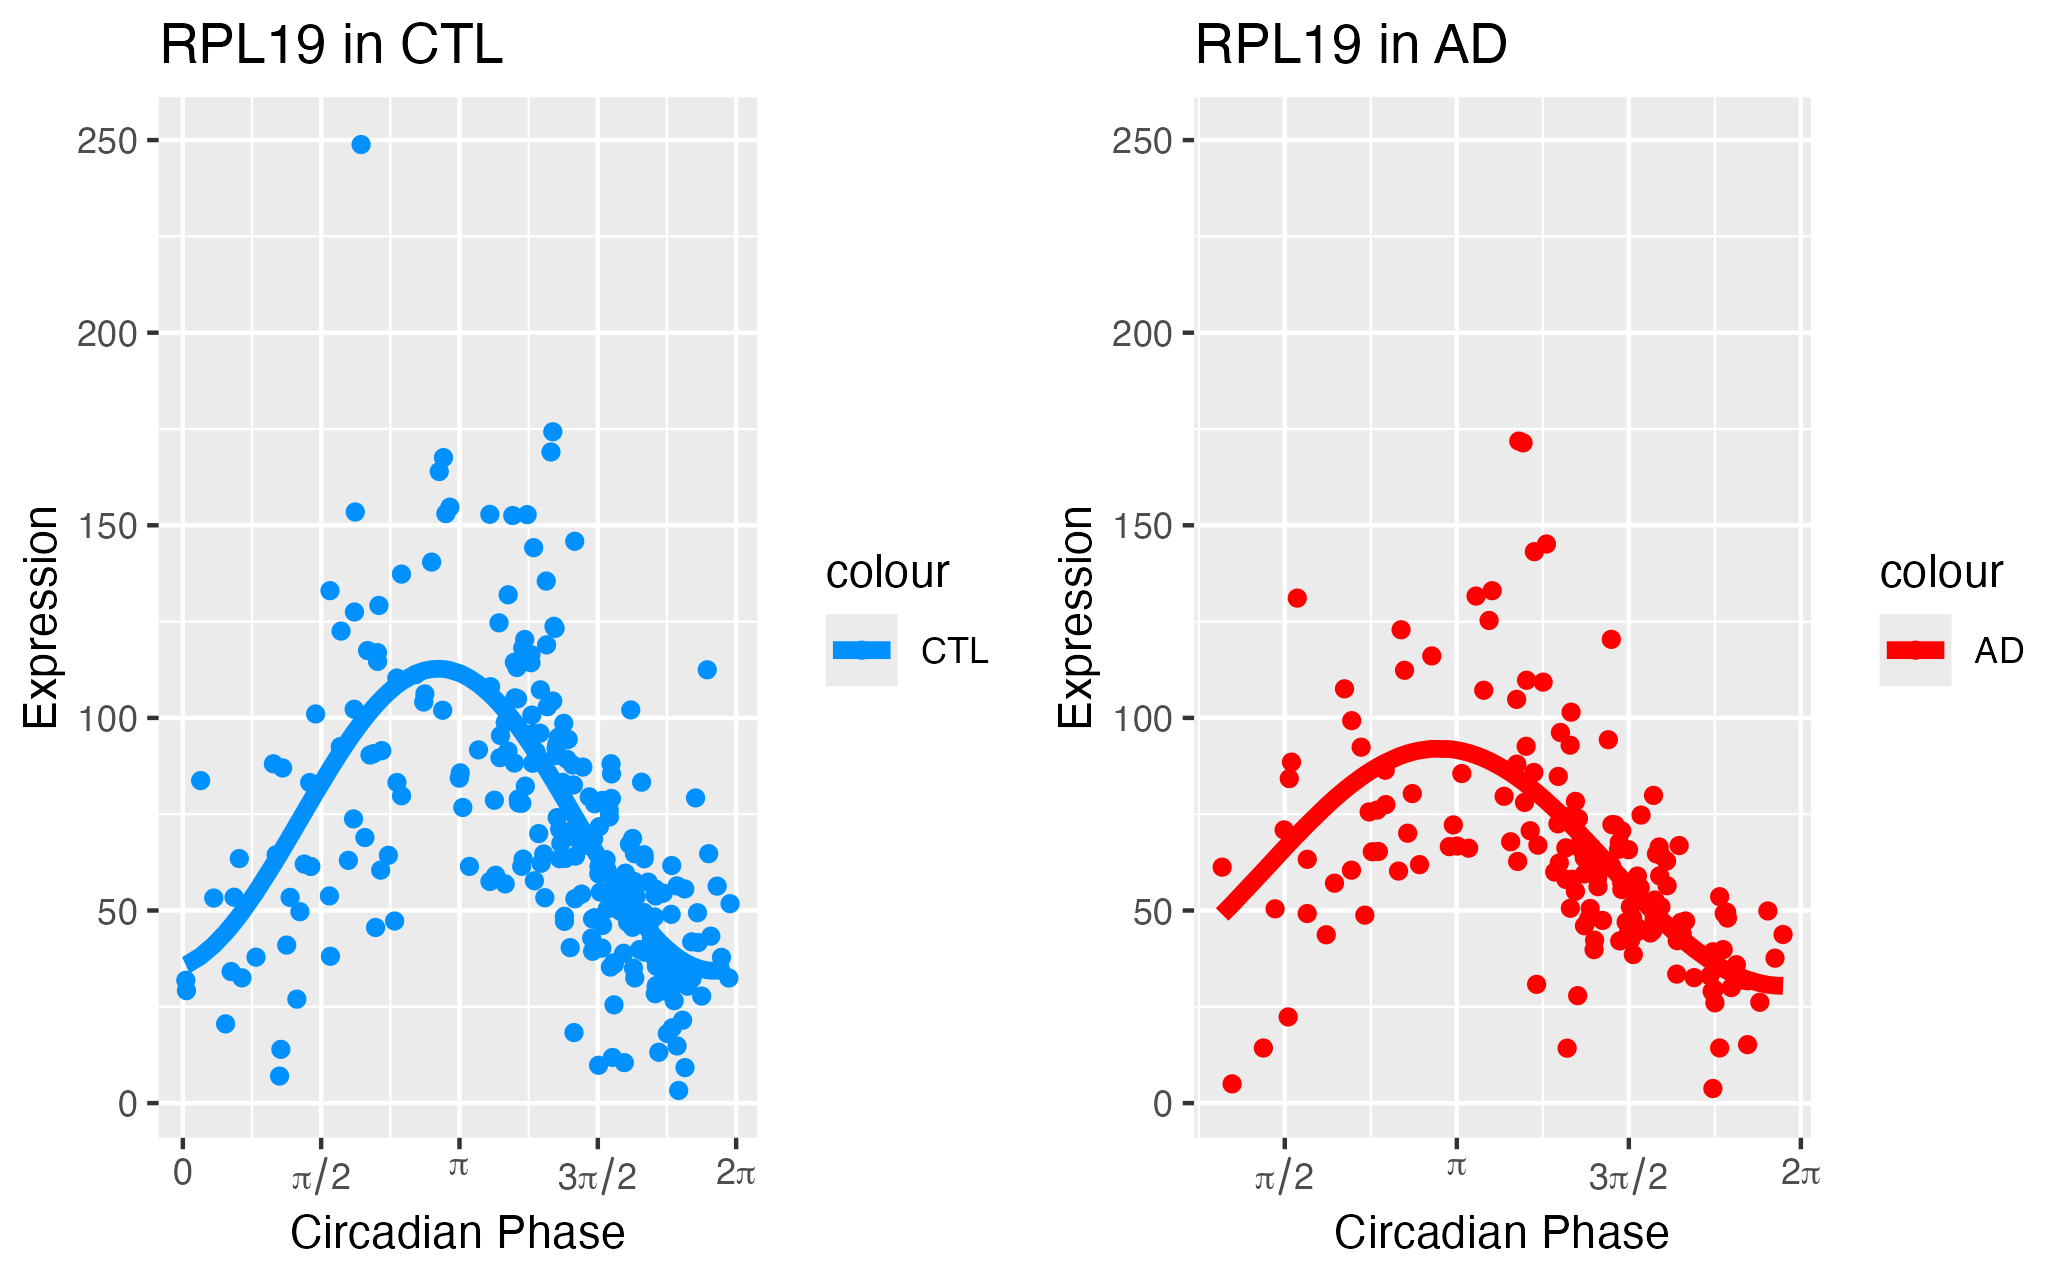 RPL19 in CTL
250
200
150
100
50
0
Expression
0
π/2
π
3π/2
2π
Circadian Phase
colour
CTL
RPL19 in AD
250
200
150
100
50
0
Expression
π/2
π
3π/2
2π
Circadian Phase
colour
AD